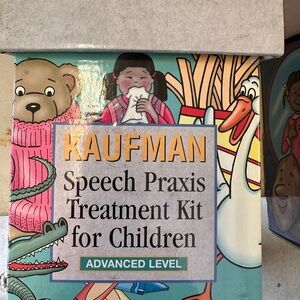 KAUFMAN
Speech Praxis
Treatment Kit
for Children
ADVANCED LEVEL